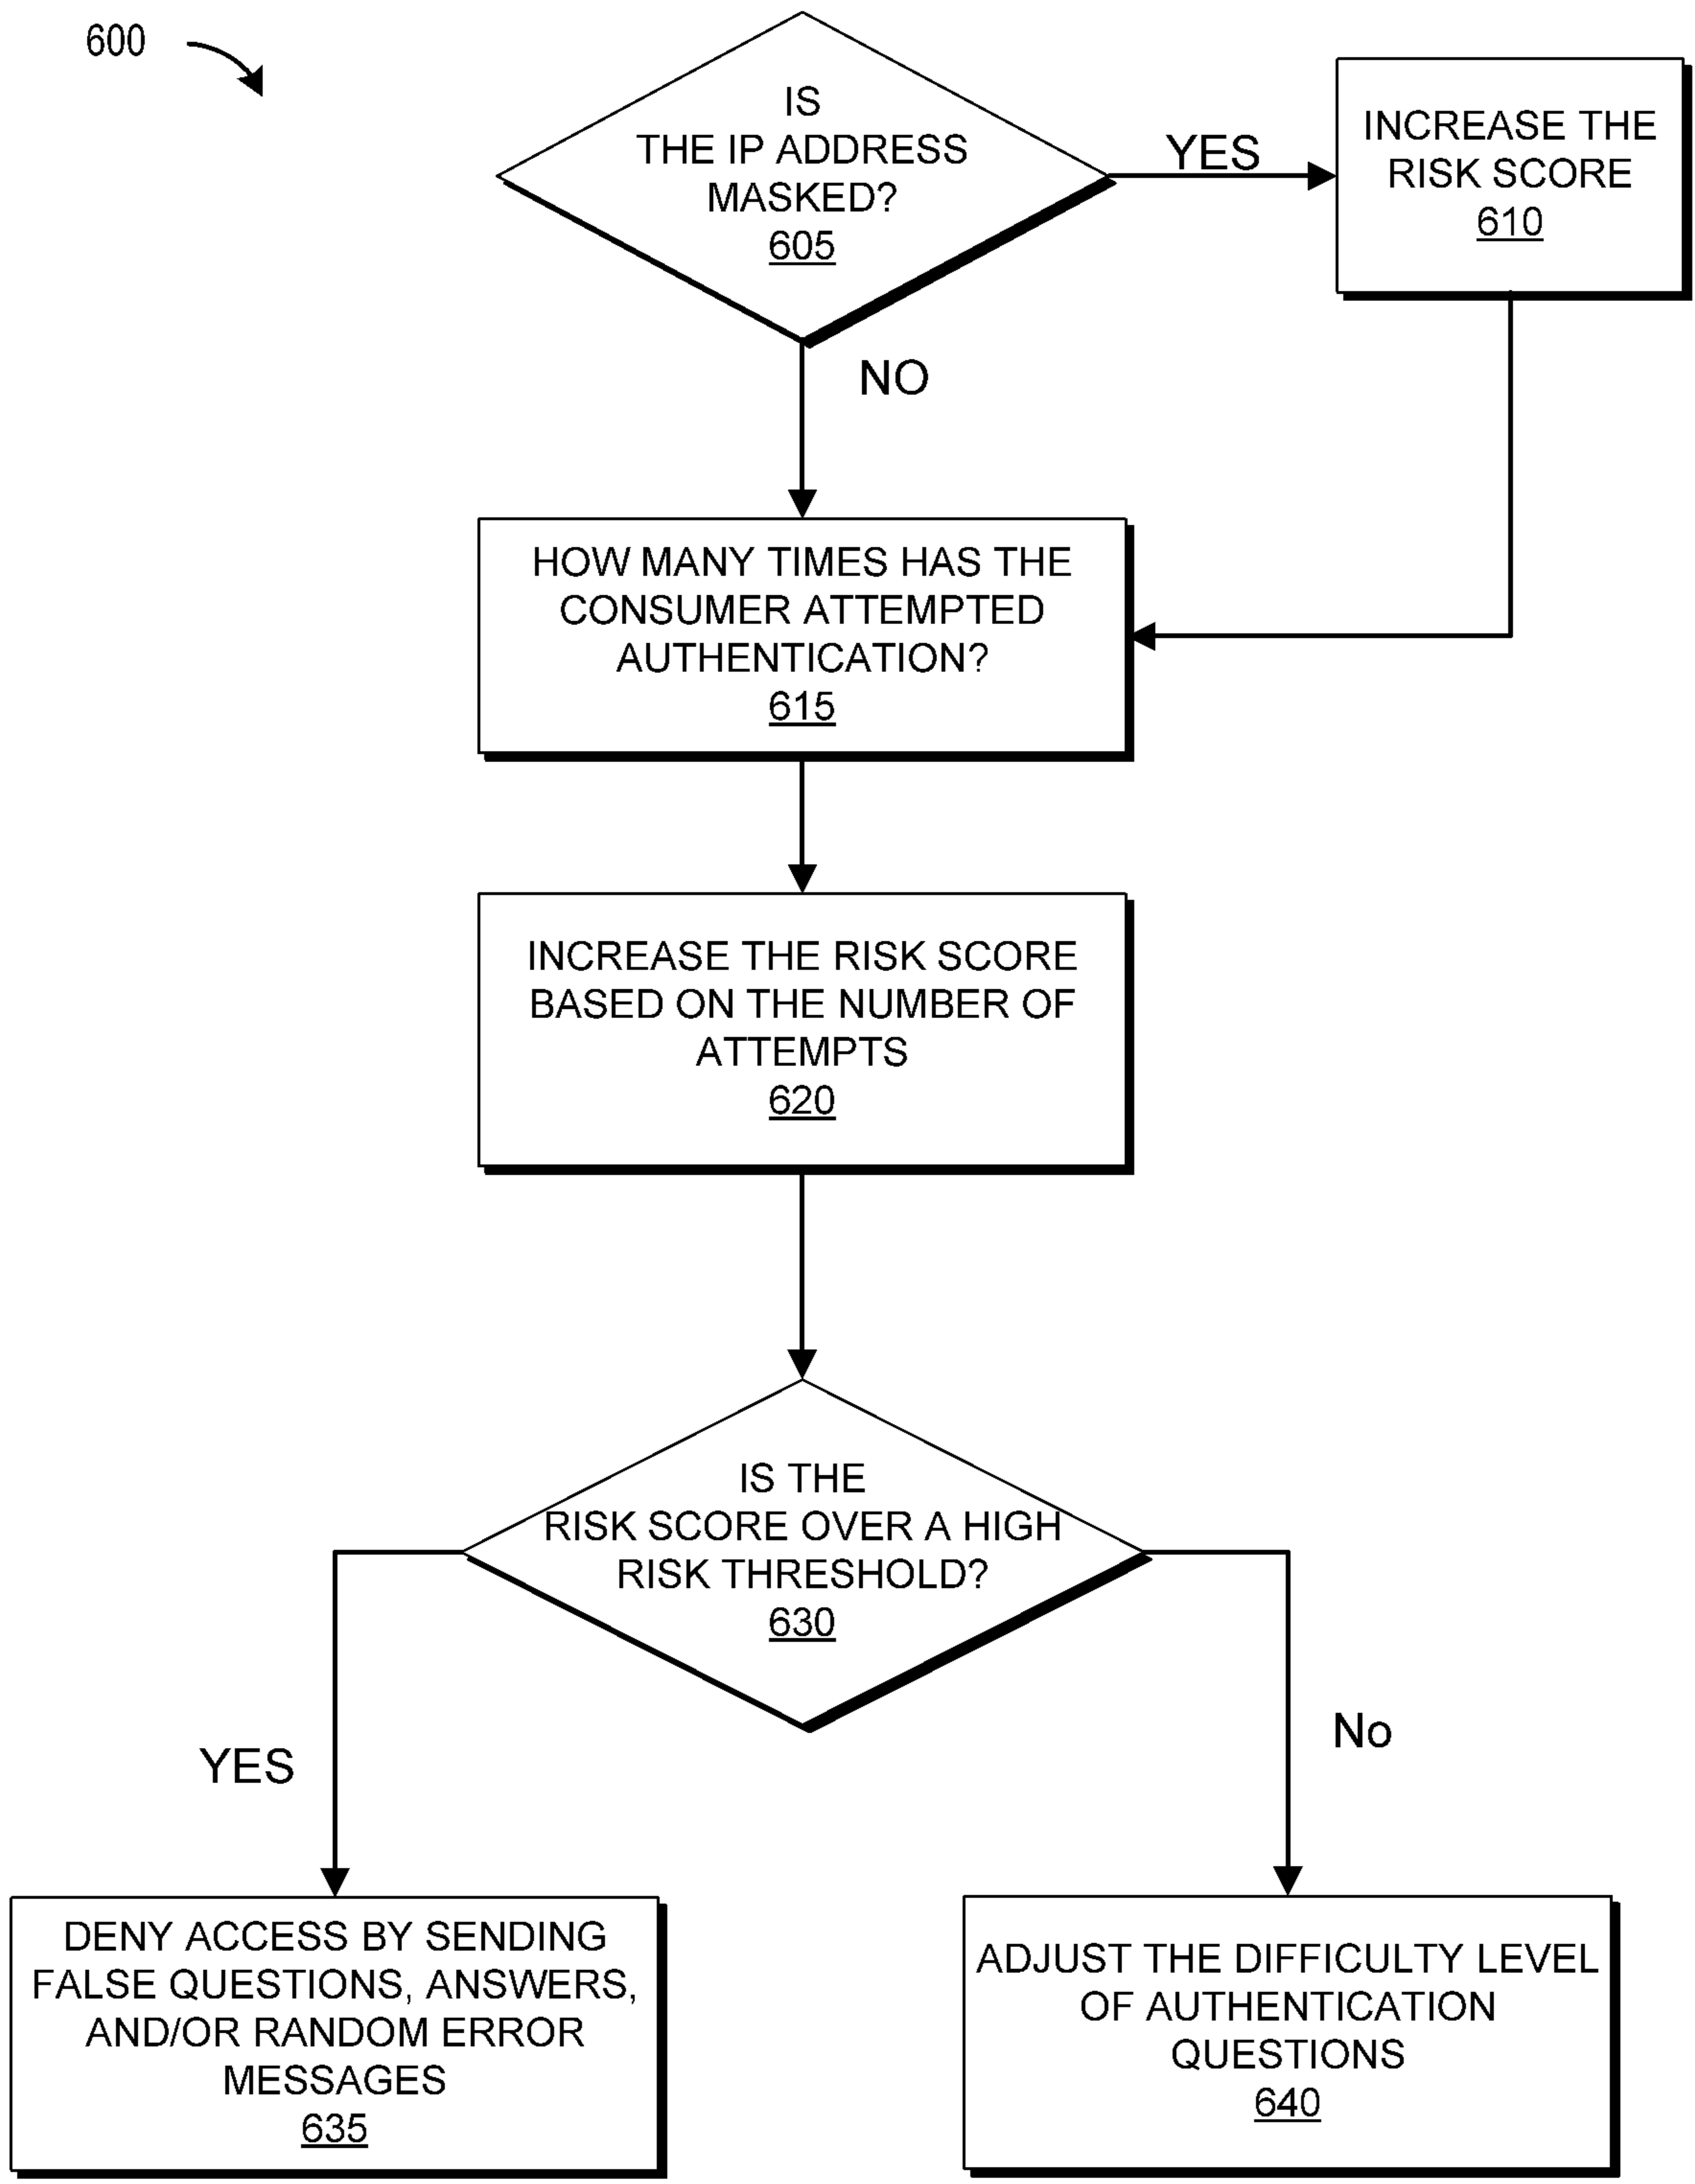 600
IS
THE IP ADDRESS
MASKED?
605
YES
INCREASE THE
RISK SCORE
610
NO
HOW MANY TIMES HAS THE
CONSUMER ATTEMPTED
AUTHENTICATION?
615
INCREASE THE RISK SCORE
BASED ON THE NUMBER OF
ATTEMPTS
620
IS THE
RISK SCORE OVER A HIGH
RISK THRESHOLD?
630
YES
No
DENY ACCESS BY SENDING
FALSE QUESTIONS, ANSWERS,
AND/OR RANDOM ERROR
MESSAGES
635
ADJUST THE DIFFICULTY LEVEL
OF AUTHENTICATION
QUESTIONS
640